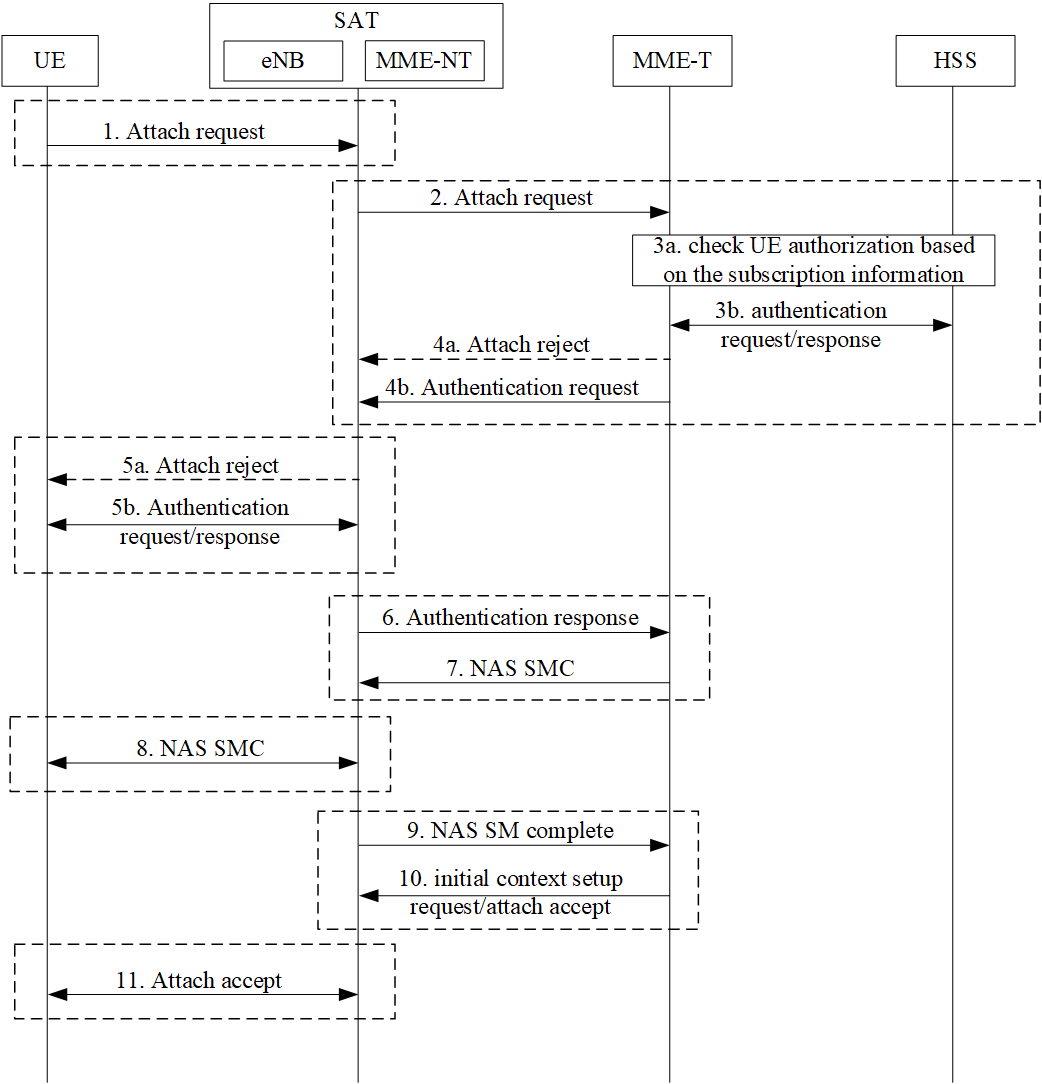 SAT
UE
eNB
MME-NT
MME-T
HSS
1. Attach request
2. Attach request
3a. check UE authorization based
on the subscription information
3b. authentication
request/response
4a. Attach reject
4b. Authentication request
5a. Attach reject
5b. Authentication
request/response
6. Authentication response
7. NAS SMC
8. NAS SMC
9. NAS SM complete
10. initial context setup
request/attach accept
11. Attach accept